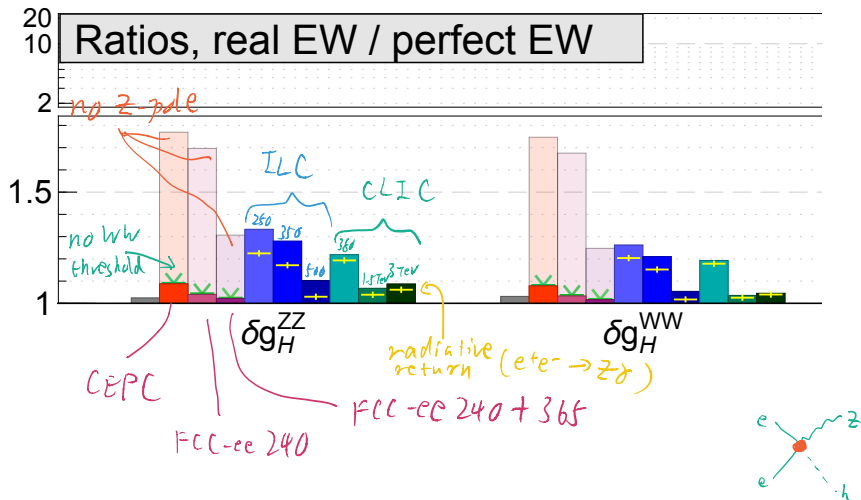 Ratios, real EW / perfect EW
20
10
2
1.5
1
no Z-pole
ILC
CLIC
250
350
500
380
1.5TeV
3TeV
no WW
threshold
δg_H^ZZ
δg_H^WW
radiative
return (e+e- → Zγ)
CEPC
FCC-ee 240
FCC-ee 240 + 365
e
Z
e
h